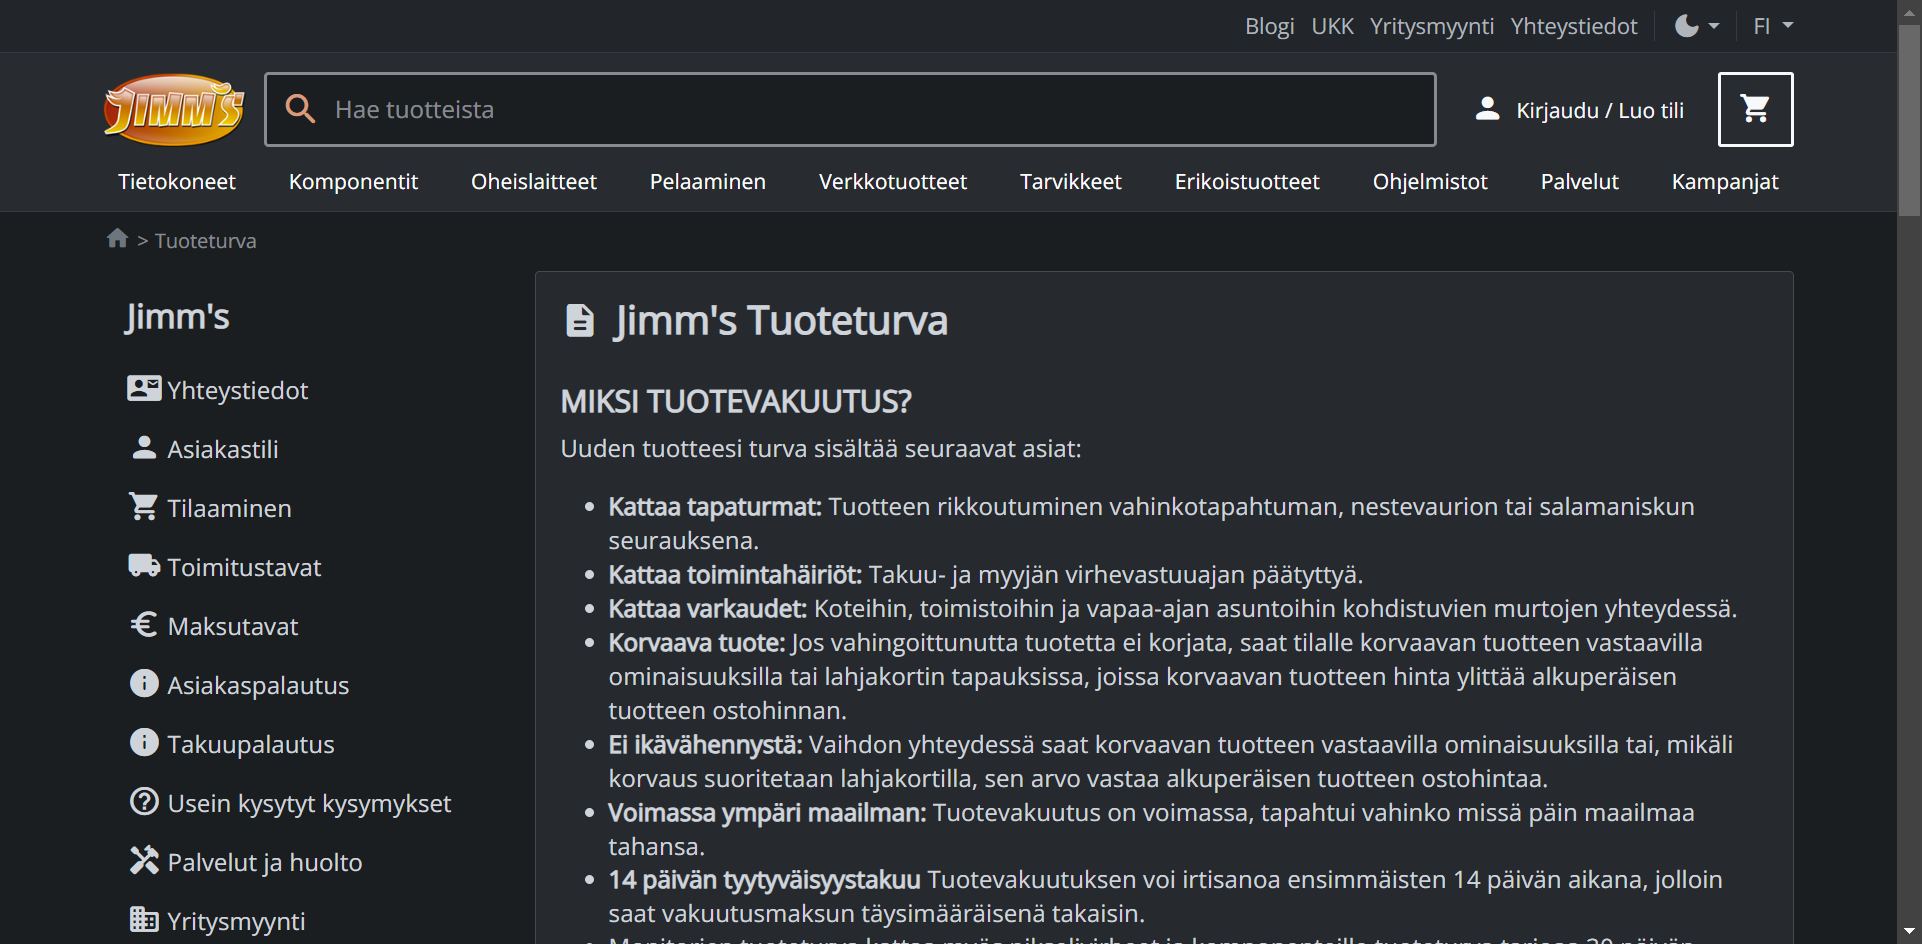 Blogi UKK Yritysmyynti Yhteystiedot FI
JIMM'S
Hae tuotteista
Kirjaudu / Luo tili
Tietokoneet Komponentit Oheislaitteet Pelaaminen Verkkotuotteet Tarvikkeet Erikoistuotteet Ohjelmistot Palvelut Kampanjat
> Tuoteturva
Jimm's
Yhteystiedot
Asiakastili
Tilaaminen
Toimitustavat
Maksutavat
Asiakaspalautus
Takuupalautus
Usein kysytyt kysymykset
Palvelut ja huolto
Yritysmyynti
Jimm's Tuoteturva
MIKSI TUOTEVAKUUTUS?
Uuden tuotteesi turva sisältää seuraavat asiat:
• Kattaa tapaturmat: Tuotteen rikkoutuminen vahinkotapahtuman, nestevaurion tai salamaniskun
seurauksena.
• Kattaa toimintahäiriöt: Takuu- ja myyjän virhevastuuajan päätyttyä.
• Kattaa varkaudet: Koteihin, toimistoihin ja vapaa-ajan asuntoihin kohdistuvien murtojen yhteydessä.
• Korvaava tuote: Jos vahingoittunutta tuotetta ei korjata, saat tilalle korvaavan tuotteen vastaavilla
ominaisuuksilla tai lahjakortin tapauksissa, joissa korvaavan tuotteen hinta ylittää alkuperäisen
tuotteen ostohinnan.
• Ei ikävähennystä: Vaihdon yhteydessä saat korvaavan tuotteen vastaavilla ominaisuuksilla tai, mikäli
korvaus suoritetaan lahjakortilla, sen arvo vastaa alkuperäisen tuotteen ostohintaa.
• Voimassa ympäri maailman: Tuotevakuutus on voimassa, tapahtui vahinko missä päin maailmaa
tahansa.
• 14 päivän tyytyväisyystakuu Tuotevakuutuksen voi irtisanoa ensimmäisten 14 päivän aikana, jolloin
saat vakuutusmaksun täysimääräisenä takaisin.